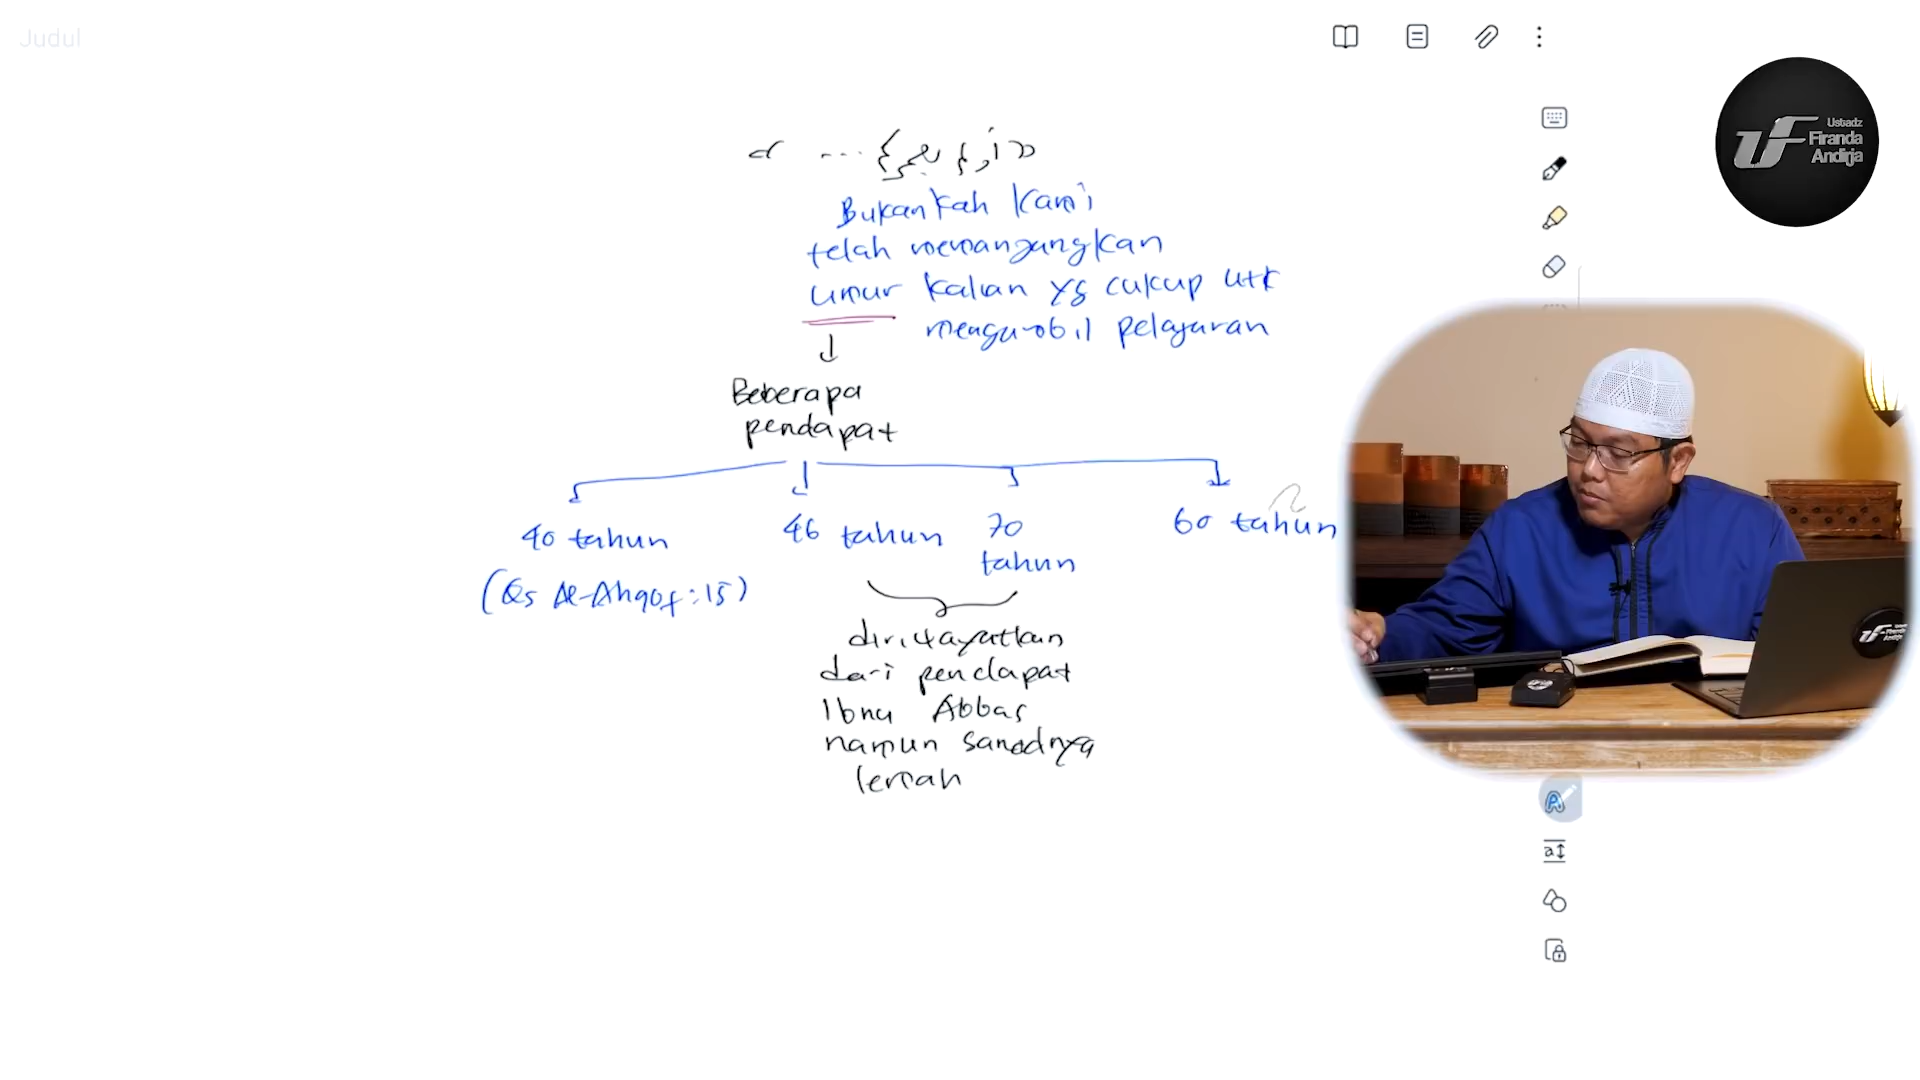 Judul
Ustadz
Firanda
Andirja
Bukankah Kami
telah memanjangkan
umur kalian yg cukup utk
mengambil pelajaran
Beberapa
pendapat
40 tahun
46 tahun
70
tahun
60 tahun
(Qs Al-Ahqof : 15)
diriwayatkan
dari pendapat
Ibnu Abbas
namun sanadnya
lemah